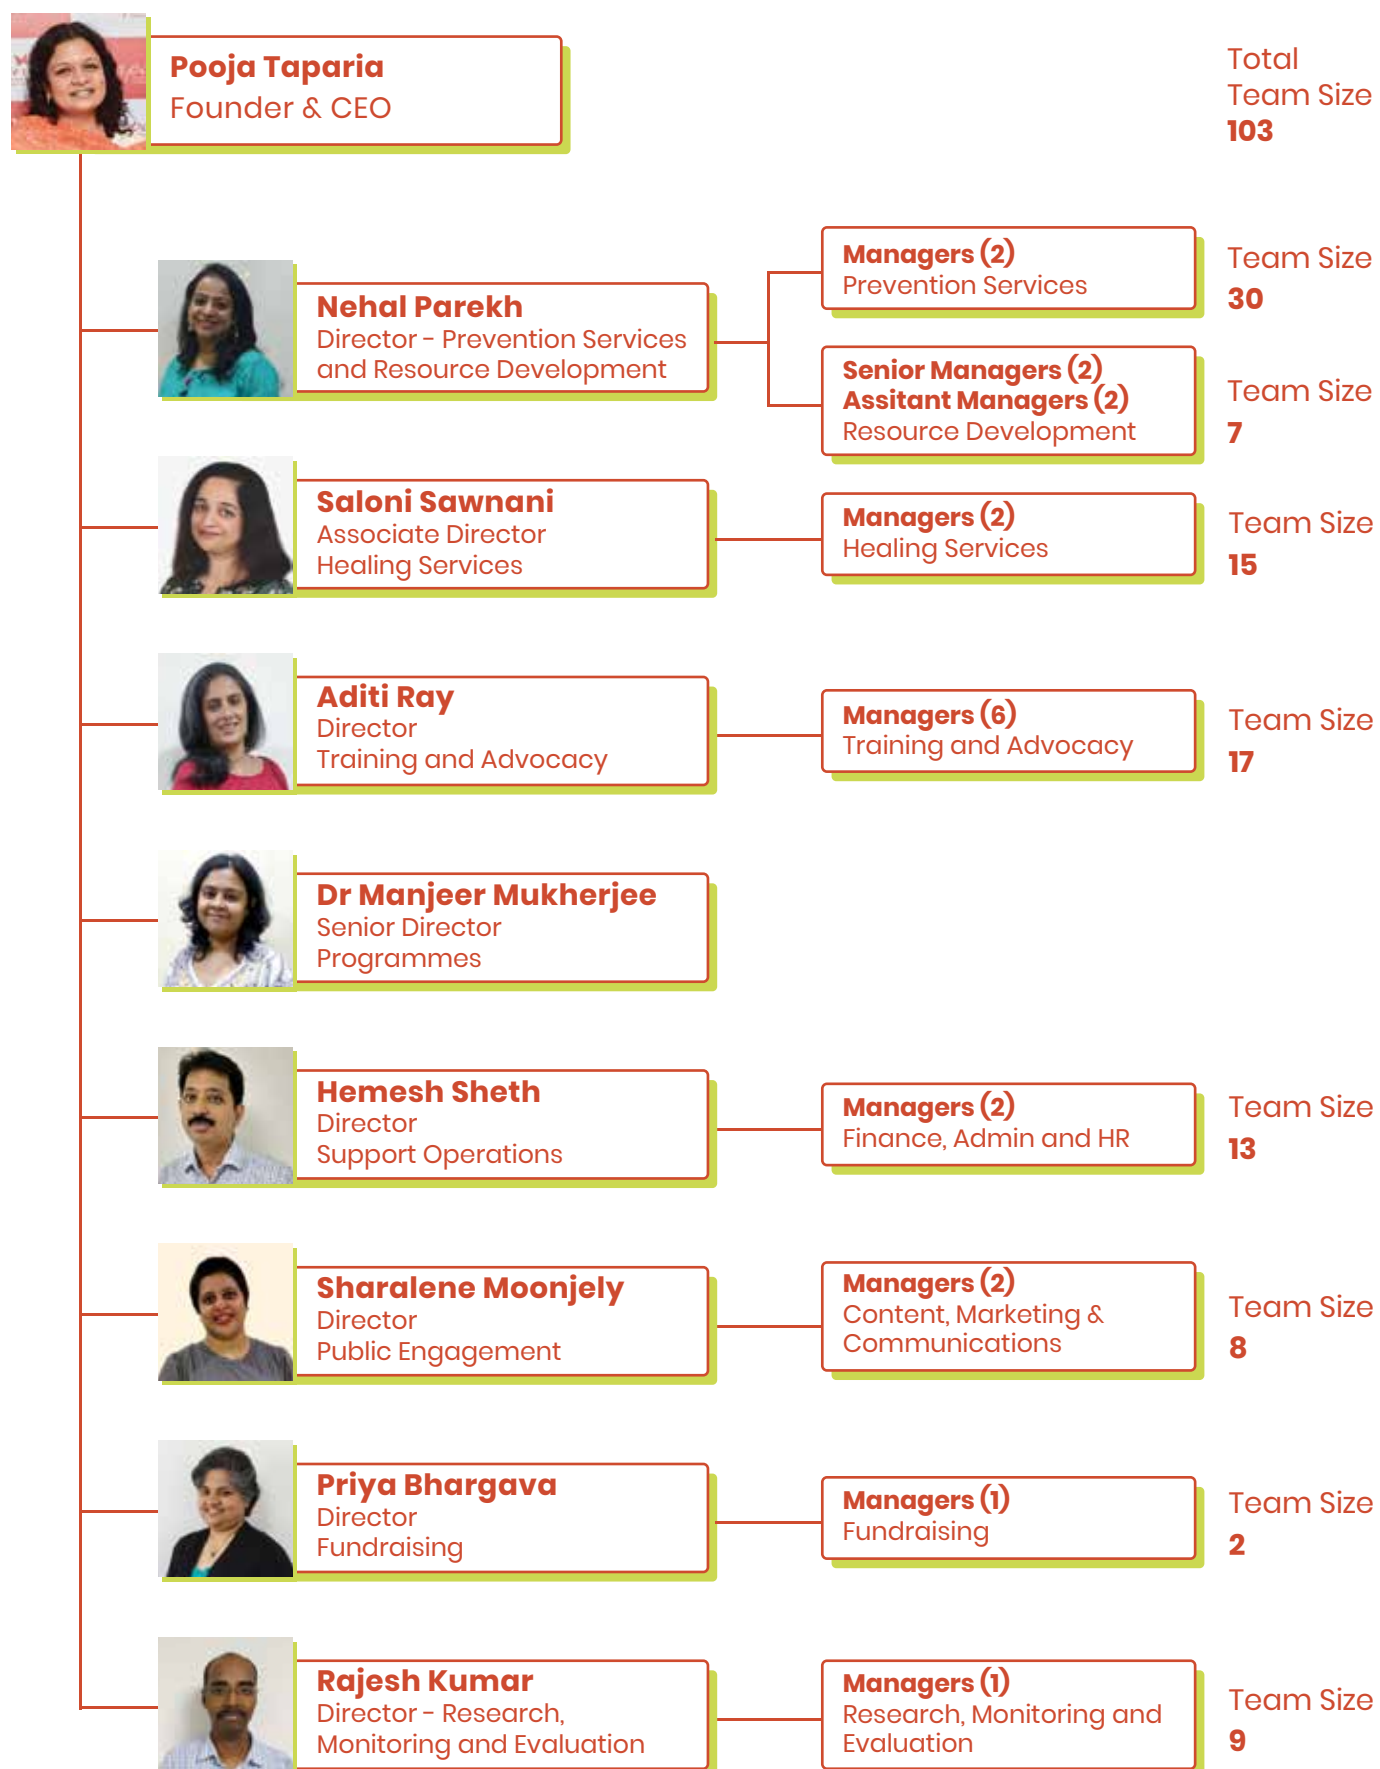 Pooja Taparia
Founder & CEO
Total
Team Size
103
Nehal Parekh
Director - Prevention Services
and Resource Development
Managers (2)
Prevention Services
Team Size
30
Senior Managers (2)
Assitant Managers (2)
Resource Development
Team Size
7
Saloni Sawnani
Associate Director
Healing Services
Managers (2)
Healing Services
Team Size
15
Aditi Ray
Director
Training and Advocacy
Managers (6)
Training and Advocacy
Team Size
17
Dr Manjeer Mukherjee
Senior Director
Programmes
Hemesh Sheth
Director
Support Operations
Managers (2)
Finance, Admin and HR
Team Size
13
Sharalene Moonjely
Director
Public Engagement
Managers (2)
Content, Marketing &
Communications
Team Size
8
Priya Bhargava
Director
Fundraising
Managers (1)
Fundraising
Team Size
2
Rajesh Kumar
Director - Research,
Monitoring and Evaluation
Managers (1)
Research, Monitoring and
Evaluation
Team Size
9